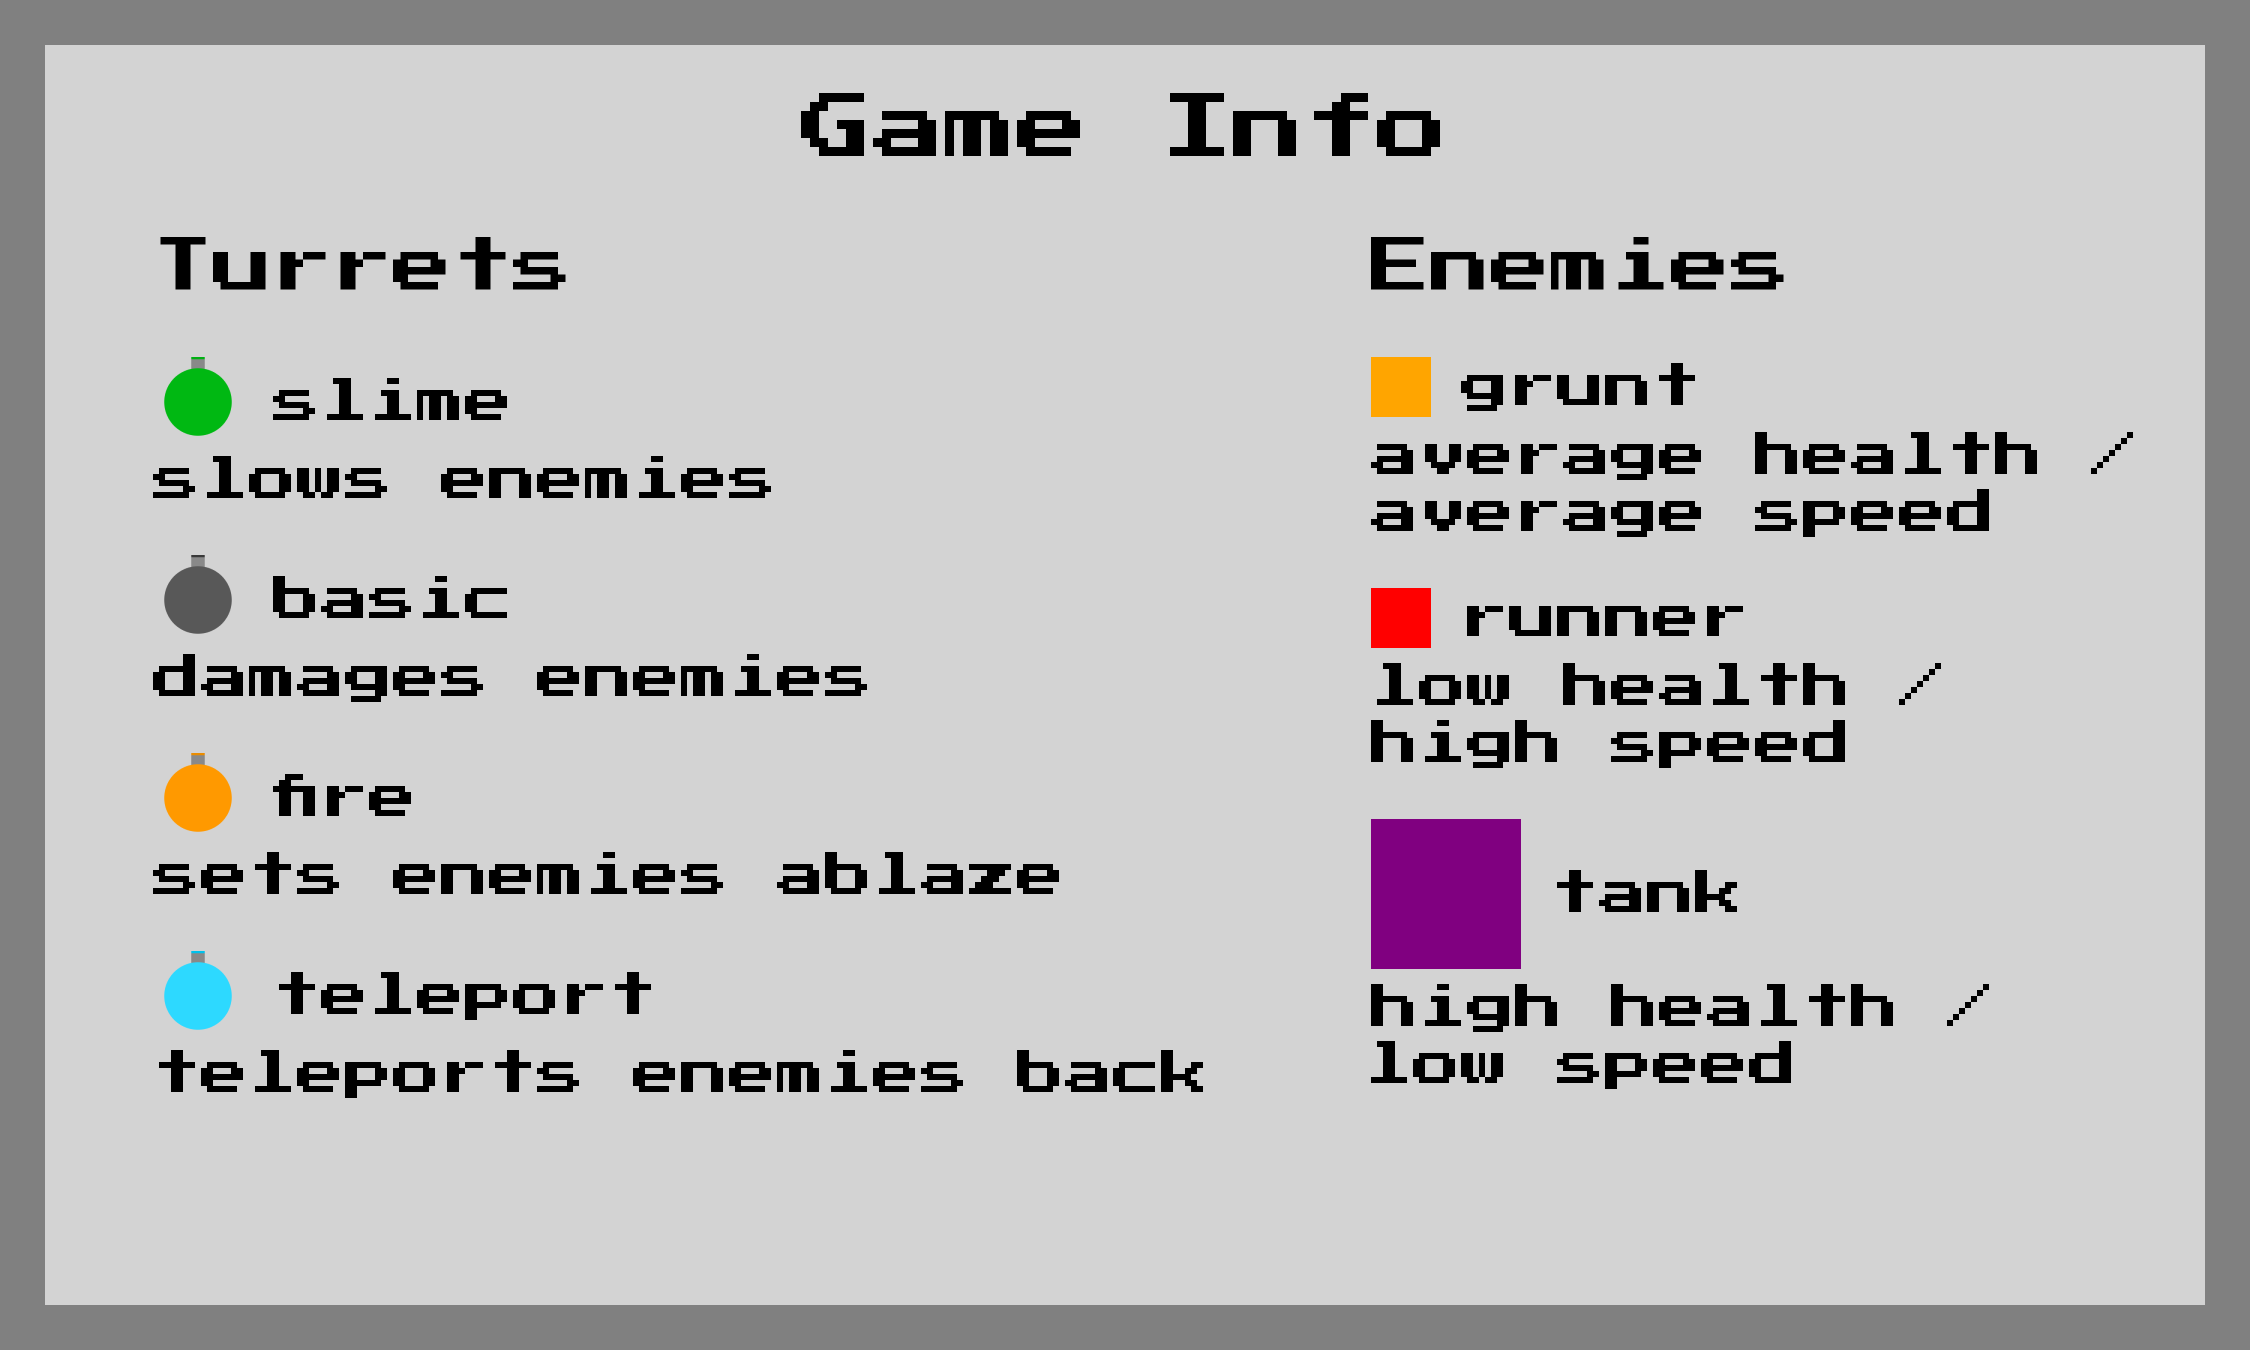 Game Info
Turrets
slime
slows enemies
basic
damages enemies
fire
sets enemies ablaze
teleport
teleports enemies back
Enemies
grunt
average health /
average speed
runner
low health /
high speed
tank
high health /
low speed